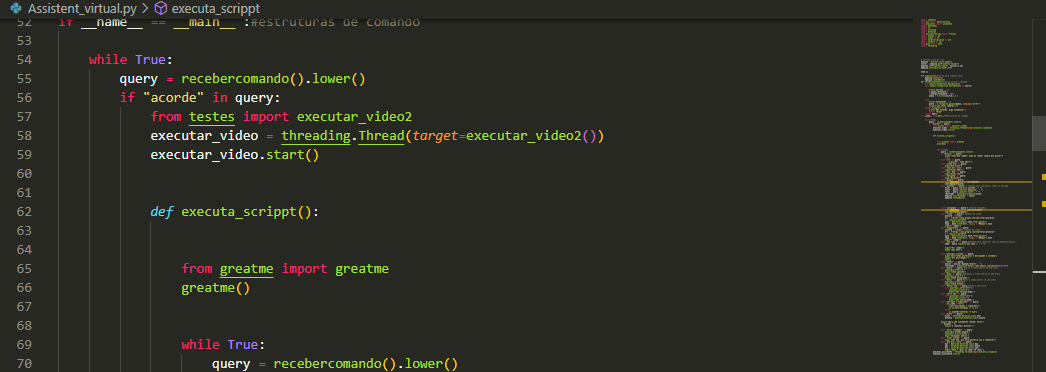 Assistent_virtual.py > executa_scrippt
52 if __name__ == "__main__":#estruturas de comando
53
54 while True:
55 query = recebercomando().lower()
56 if "acorde" in query:
57 from testes import executar_video2
58 executar_video = threading.Thread(target=executar_video2())
59 executar_video.start()
60
61
62 def executa_scrippt():
63
64
65 from greatme import greatme
66 greatme()
67
68
69 while True:
70 query = recebercomando().lower()